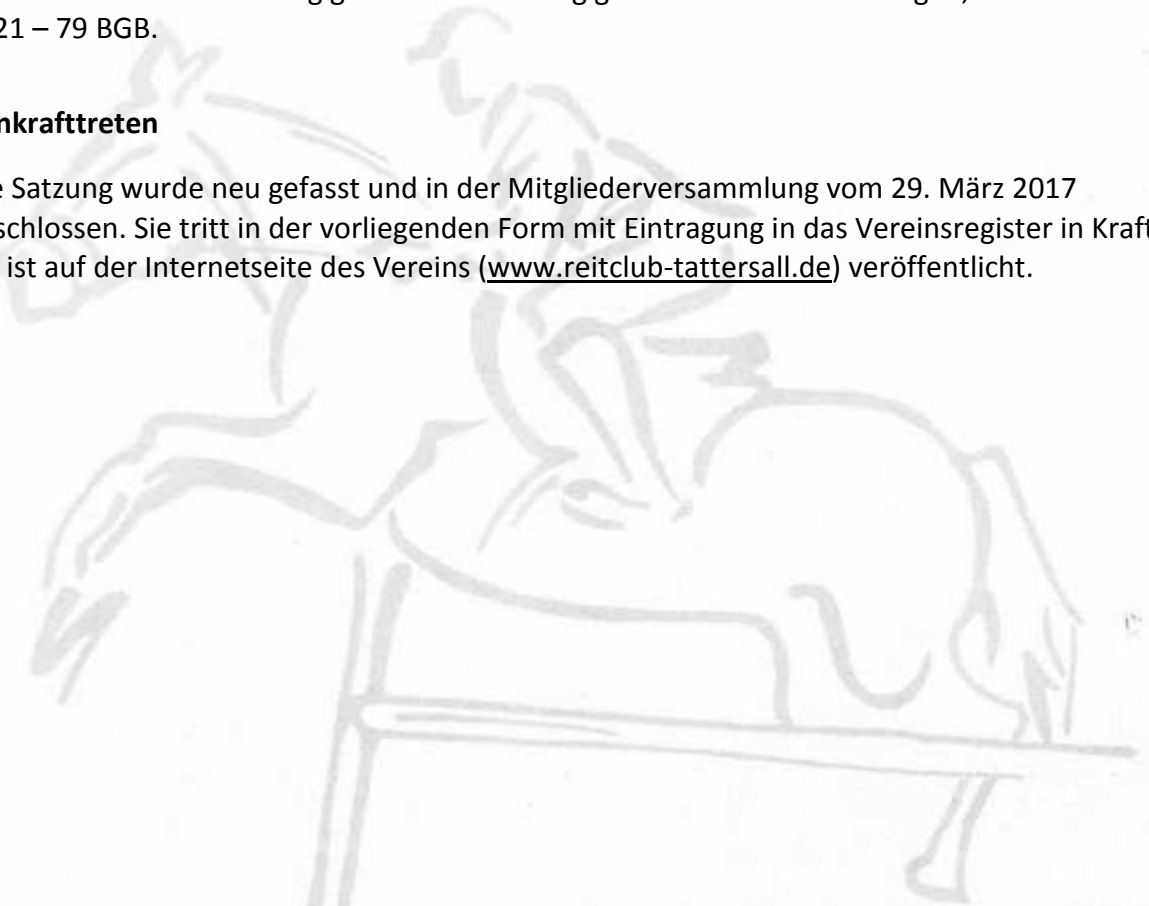 21 – 79 BGB.
nkrafttreten
e Satzung wurde neu gefasst und in der Mitgliederversammlung vom 29. März 2017
schlossen. Sie tritt in der vorliegenden Form mit Eintragung in das Vereinsregister in Kraft
ist auf der Internetseite des Vereins (www.reitclub-tattersall.de) veröffentlicht.